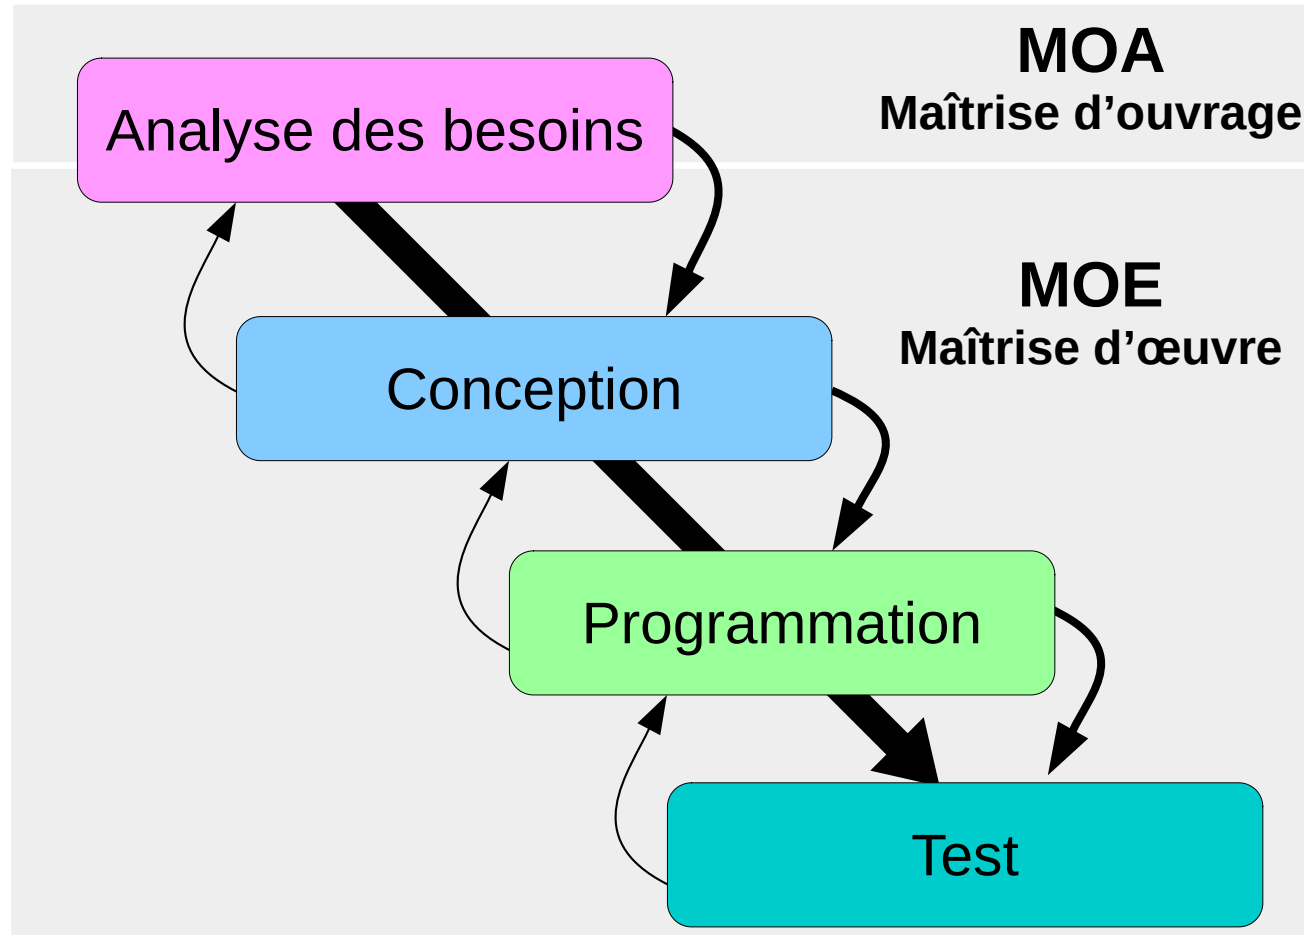 MOA
Maîtrise d’ouvrage
Analyse des besoins
MOE
Maîtrise d’œuvre
Conception
Programmation
Test